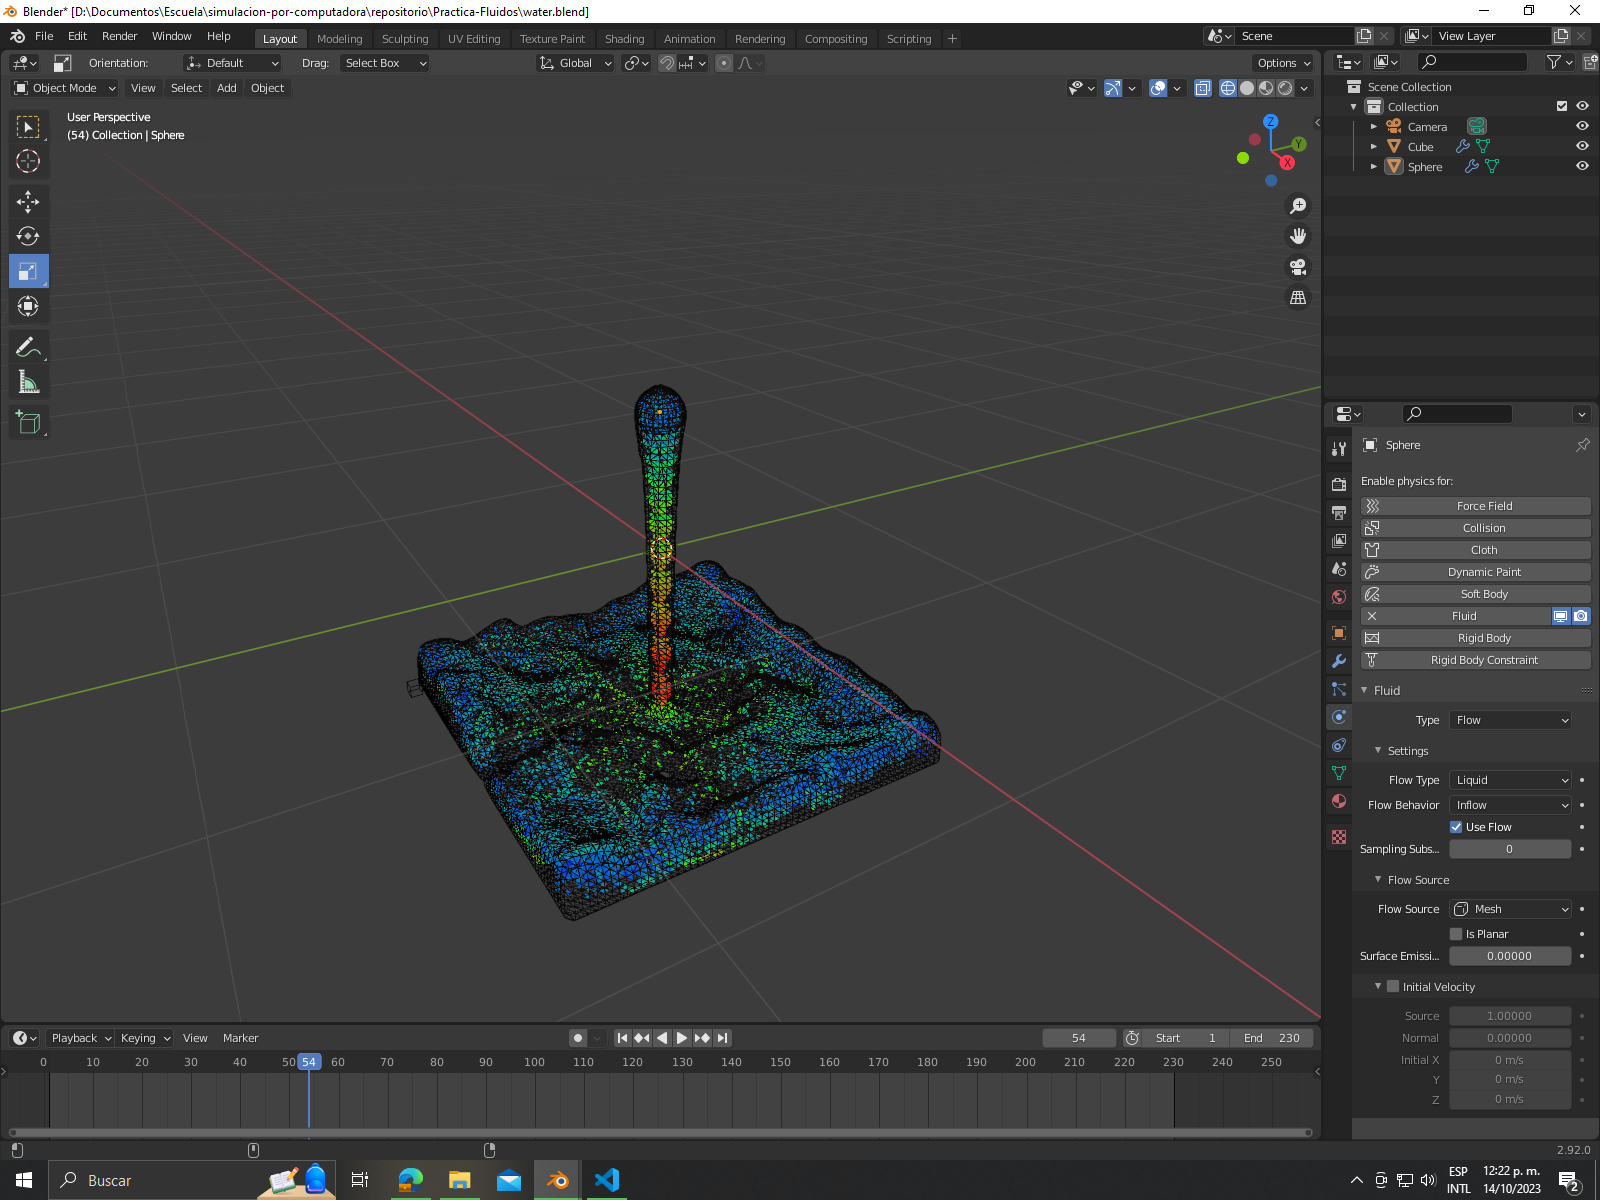 Blender* [D:\Documentos\Escuela\simulacion-por-computadora\repositorio\Practica-Fluidos\water.blend]
File Edit Render Window Help Layout Modeling Sculpting UV Editing Texture Paint Shading Animation Rendering Compositing Scripting + Scene View Layer
Orientation: Default Drag: Select Box Global Options
Object Mode View Select Add Object
User Perspective
(54) Collection | Sphere
Z
Y
X
Scene Collection
Collection
Camera
Cube
Sphere
Sphere
Enable physics for:
Force Field
Collision
Cloth
Dynamic Paint
Soft Body
Fluid
Rigid Body
Rigid Body Constraint
Fluid
Type Flow
Settings
Flow Type Liquid
Flow Behavior Inflow
Use Flow
Sampling Subs... 0
Flow Source
Flow Source Mesh
Is Planar
Surface Emissi... 0.00000
Initial Velocity
Source 1.00000
Normal 0.00000
Initial X 0 m/s
Y 0 m/s
Z 0 m/s
Playback Keying View Marker 54 Start 1 End 230
0 10 20 30 40 50 54 60 70 80 90 100 110 120 130 140 150 160 170 180 190 200 210 220 230 240 250
2.92.0
Buscar
ESP
INTL
12:22 p. m.
14/10/2023
2